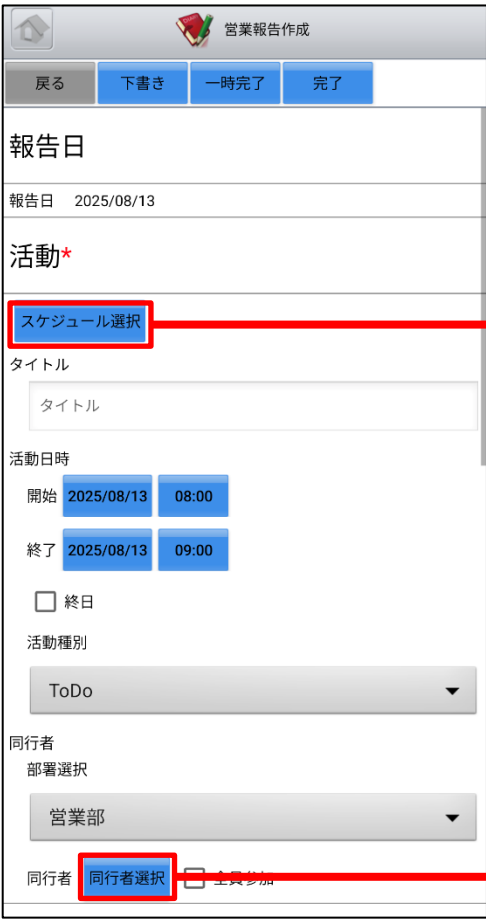 営業報告作成
戻る 下書き 一時完了 完了
報告日
報告日 2025/08/13
活動*
スケジュール選択
タイトル
タイトル
活動日時
開始 2025/08/13 08:00
終了 2025/08/13 09:00
終日
活動種別
ToDo
同行者
部署選択
営業部
同行者 同行者選択 全員参加